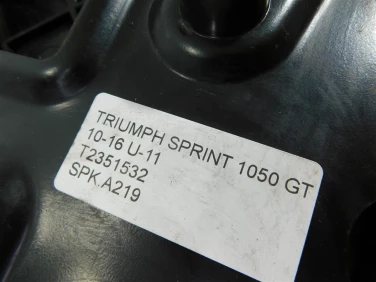 TRIUMPH SPRINT 1050 GT
10-16 U-11
T2351532
SPK.A219